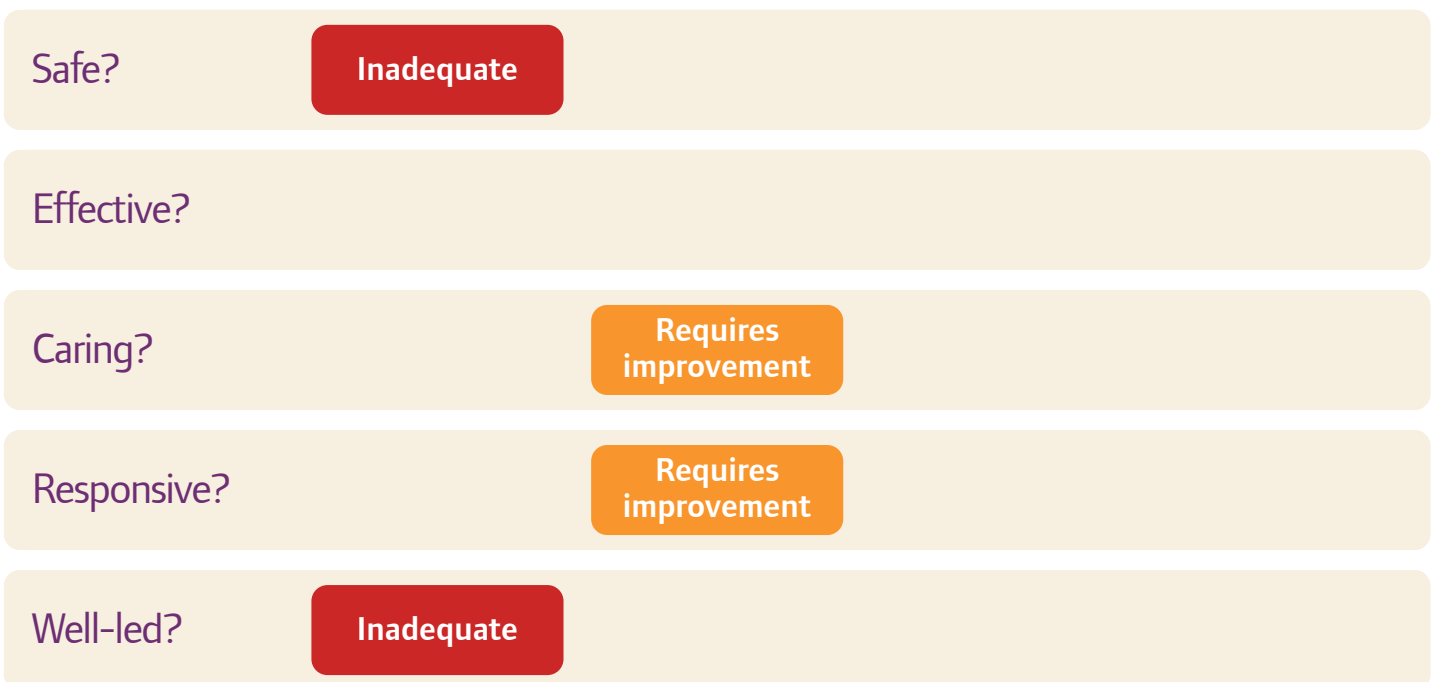 Safe?
Inadequate
Effective?
Caring?
Requires
improvement
Responsive?
Requires
improvement
Well-led?
Inadequate